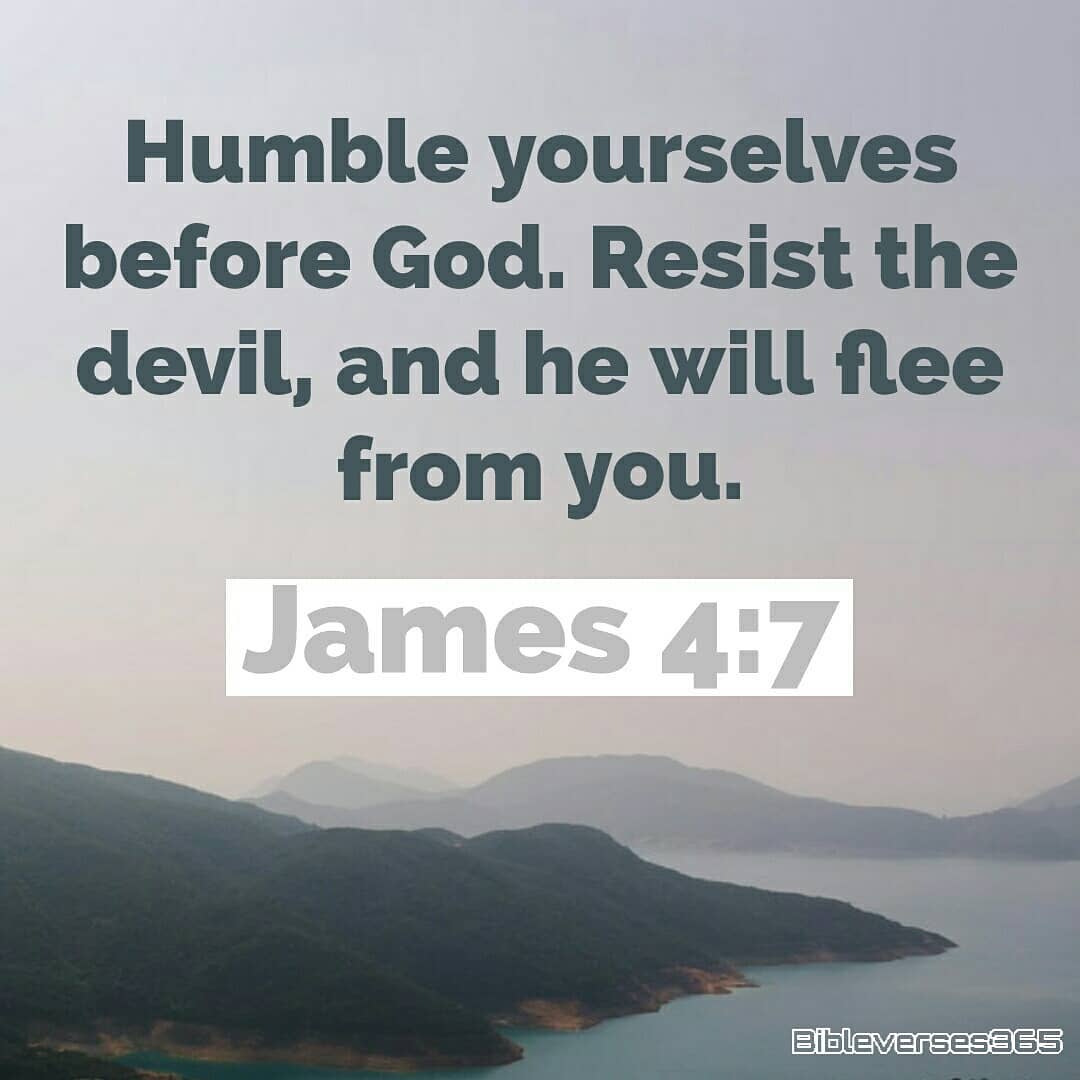 Humble yourselves
before God. Resist the
devil, and he will flee
from you.
James 4:7
Bibleverses365